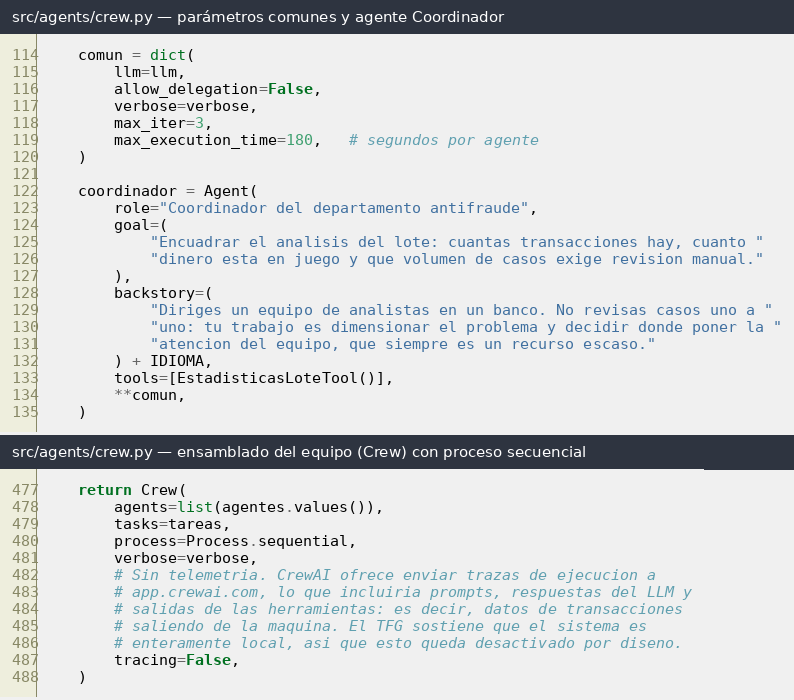 src/agents/crew.py — parámetros comunes y agente Coordinador
114    comun = dict(
115        llm=llm,
116        allow_delegation=False,
117        verbose=verbose,
118        max_iter=3,
119        max_execution_time=180,   # segundos por agente
120    )
121
122    coordinador = Agent(
123        role="Coordinador del departamento antifraude",
124        goal=(
125            "Encuadrar el analisis del lote: cuantas transacciones hay, cuanto "
126            "dinero esta en juego y que volumen de casos exige revision manual."
127        ),
128        backstory=(
129            "Diriges un equipo de analistas en un banco. No revisas casos uno a "
130            "uno: tu trabajo es dimensionar el problema y decidir donde poner la "
131            "atencion del equipo, que siempre es un recurso escaso."
132        ) + IDIOMA,
133        tools=[EstadisticasLoteTool()],
134        **comun,
135    )
src/agents/crew.py — ensamblado del equipo (Crew) con proceso secuencial
477    return Crew(
478        agents=list(agentes.values()),
479        tasks=tareas,
480        process=Process.sequential,
481        verbose=verbose,
482        # Sin telemetria. CrewAI ofrece enviar trazas de ejecucion a
483        # app.crewai.com, lo que incluiria prompts, respuestas del LLM y
484        # salidas de las herramientas: es decir, datos de transacciones
485        # saliendo de la maquina. El TFG sostiene que el sistema es
486        # enteramente local, asi que esto queda desactivado por diseno.
487        tracing=False,
488    )